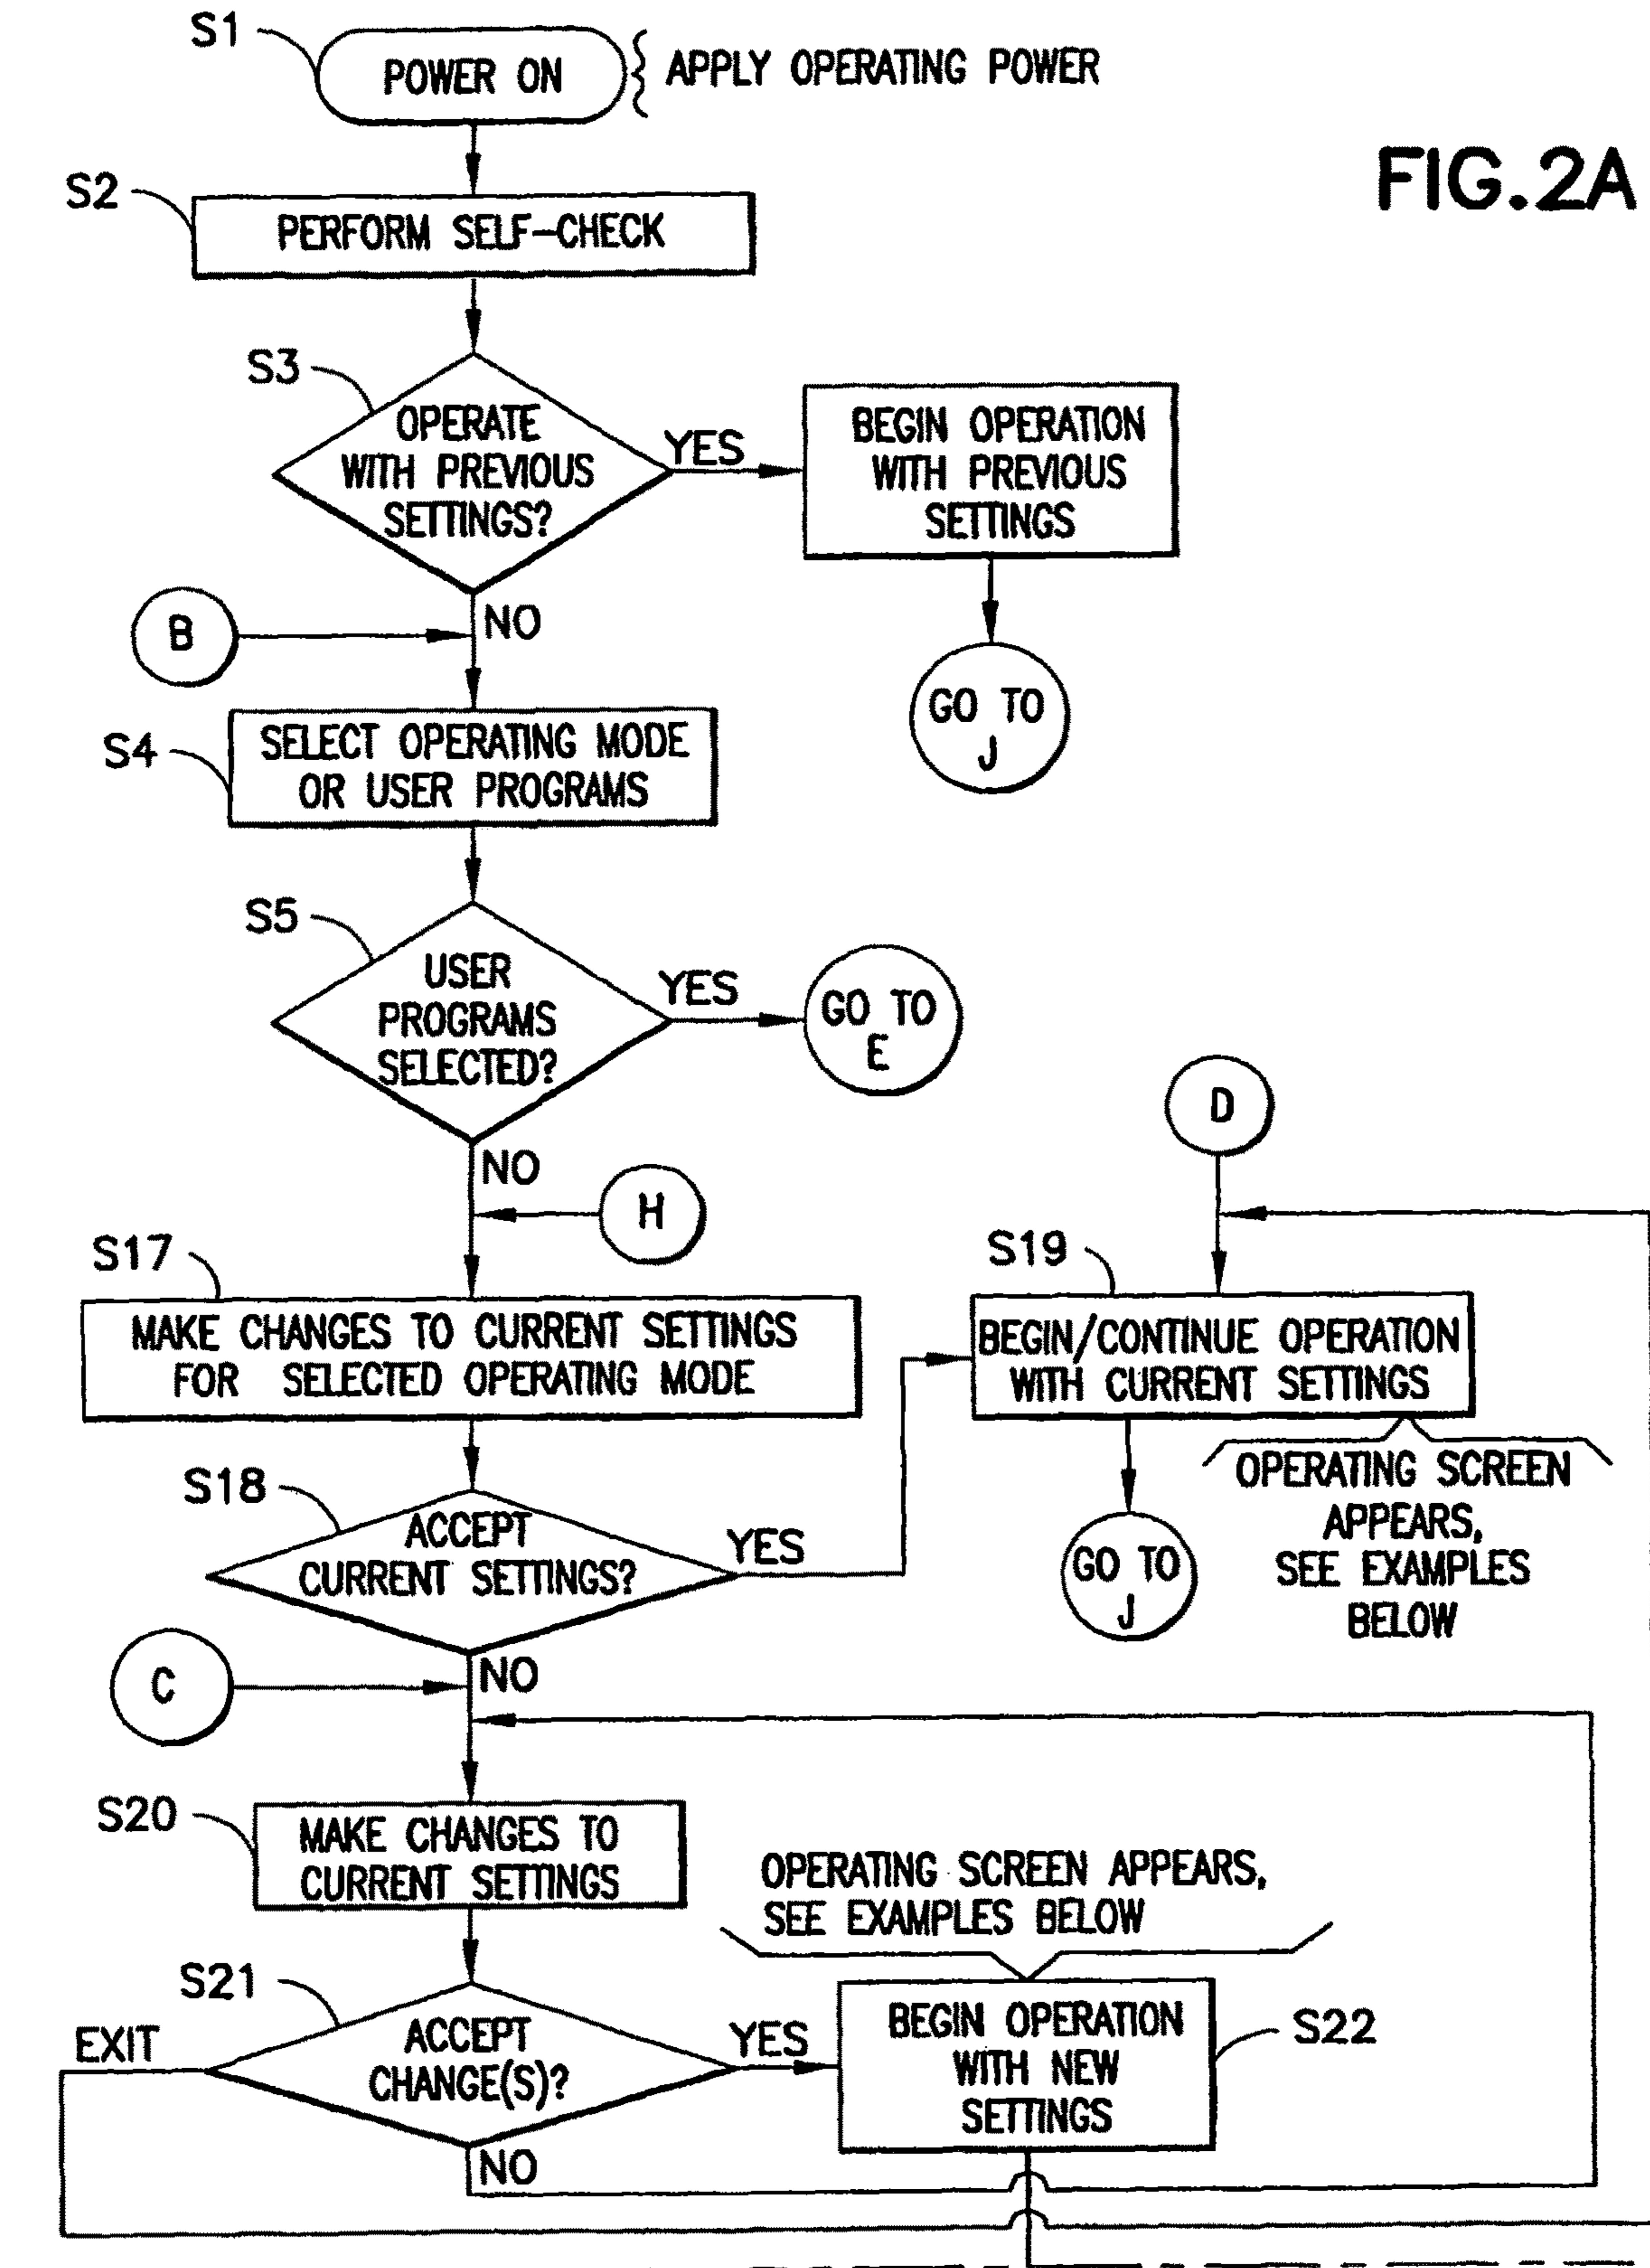 S1
POWER ON
APPLY OPERATING POWER
FIG.2A
S2
PERFORM SELF-CHECK
S3
OPERATE
WITH PREVIOUS
SETTINGS?
YES
BEGIN OPERATION
WITH PREVIOUS
SETTINGS
B
NO
GO TO
J
S4
SELECT OPERATING MODE
OR USER PROGRAMS
S5
USER
PROGRAMS
SELECTED?
YES
GO TO
E
NO
H
D
S17
MAKE CHANGES TO CURRENT SETTINGS
FOR SELECTED OPERATING MODE
S19
BEGIN/CONTINUE OPERATION
WITH CURRENT SETTINGS
OPERATING SCREEN
APPEARS,
SEE EXAMPLES
BELOW
GO TO
J
S18
ACCEPT
CURRENT SETTINGS?
YES
NO
C
S20
MAKE CHANGES TO
CURRENT SETTINGS
OPERATING SCREEN APPEARS,
SEE EXAMPLES BELOW
S21
EXIT
ACCEPT
CHANGE(S)?
YES
BEGIN OPERATION
WITH NEW
SETTINGS
S22
NO